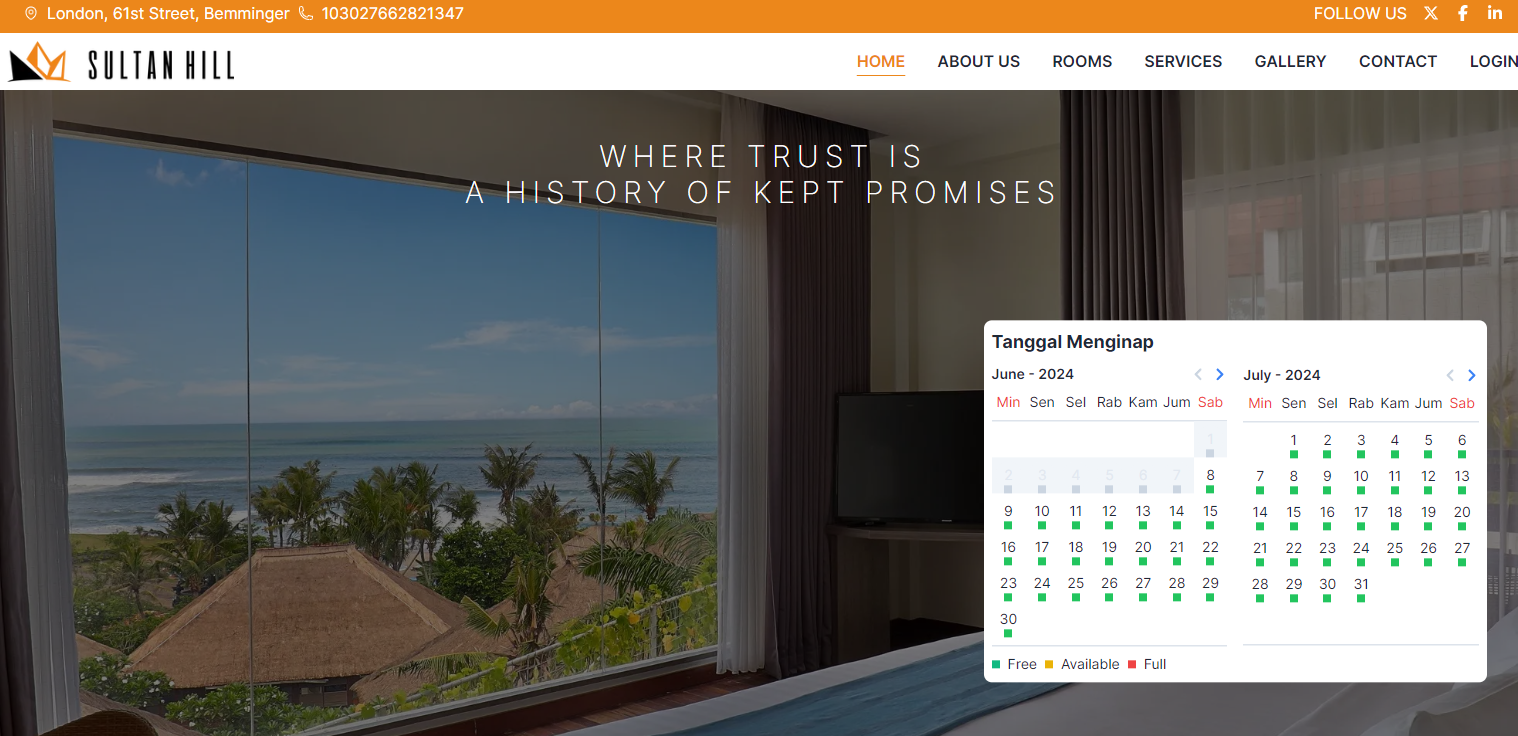 London, 61st Street, Bemminger 103027662821347
FOLLOW US
SULTAN HILL
HOME ABOUT US ROOMS SERVICES GALLERY CONTACT LOGIN
WHERE TRUST IS
A HISTORY OF KEPT PROMISES
Tanggal Menginap
June - 2024
Min Sen Sel Rab Kam Jum Sab
1
2 3 4 5 6 7 8
9 10 11 12 13 14 15
16 17 18 19 20 21 22
23 24 25 26 27 28 29
30
July - 2024
Min Sen Sel Rab Kam Jum Sab
1 2 3 4 5 6
7 8 9 10 11 12 13
14 15 16 17 18 19 20
21 22 23 24 25 26 27
28 29 30 31
Free Available Full